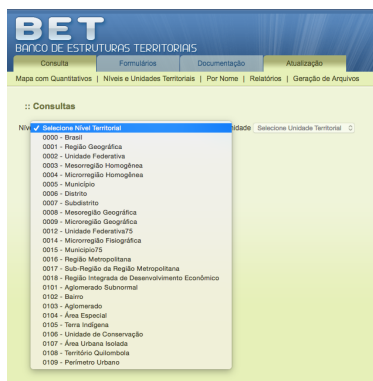 BET
BANCO DE ESTRUTURAS TERRITORIAIS
Consulta Formulários Documentação Atualização
Mapa com Quantitativos | Níveis e Unidades Territoriais | Por Nome | Relatórios | Geração de Arquivos
:: Consultas
Nív ✓ Selecione Nível Territorial idade Selecione Unidade Territorial
0000 - Brasil
0001 - Região Geográfica
0002 - Unidade Federativa
0003 - Mesorregião Homogênea
0004 - Microrregião Homogênea
0005 - Município
0006 - Distrito
0007 - Subdistrito
0008 - Mesoregião Geográfica
0009 - Microregião Geográfica
0012 - Unidade Federativa75
0014 - Microrregião Fisiográfica
0015 - Municipio75
0016 - Região Metropolitana
0017 - Sub-Região da Região Metropolitana
0018 - Região Integrada de Desenvolvimento Econômico
0101 - Aglomerado Subnormal
0102 - Bairro
0103 - Aglomerado
0104 - Área Especial
0105 - Terra Indígena
0106 - Unidade de Conservação
0107 - Área Urbana Isolada
0108 - Território Quilombola
0109 - Perímetro Urbano